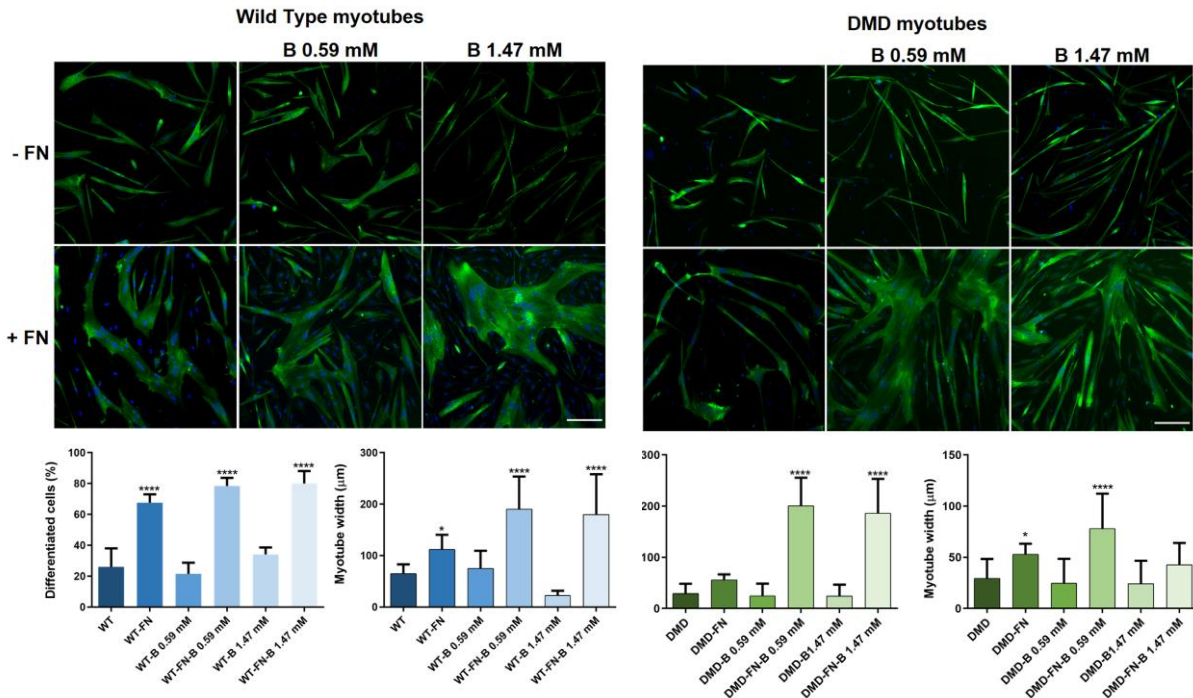 Wild Type myotubes
B 0.59 mM
B 1.47 mM
DMD myotubes
B 0.59 mM
B 1.47 mM
- FN
+ FN
Differentiated cells (%)
100
80
60
40
20
0
****
****
****
WT
WT-FN
WT-B 0.59 mM
WT-FN-B 0.59 mM
WT-B 1.47 mM
WT-FN-B 1.47 mM
Myotube width (μm)
300
200
100
0
*
****
****
WT
WT-FN
WT-B 0.59 mM
WT-FN-B 0.59 mM
WT-B 1.47 mM
WT-FN-B 1.47 mM
300
200
100
0
****
****
DMD
DMD-FN
DMD-B 0.59 mM
DMD-FN-B 0.59 mM
DMD-B1.47 mM
DMD-FN-B 1.47 mM
Myotube width (μm)
150
100
50
0
*
****
DMD
DMD-FN
DMD-B 0.59 mM
DMD-FN-B 0.59 mM
DMD-B1.47 mM
DMD-FN-B 1.47 mM